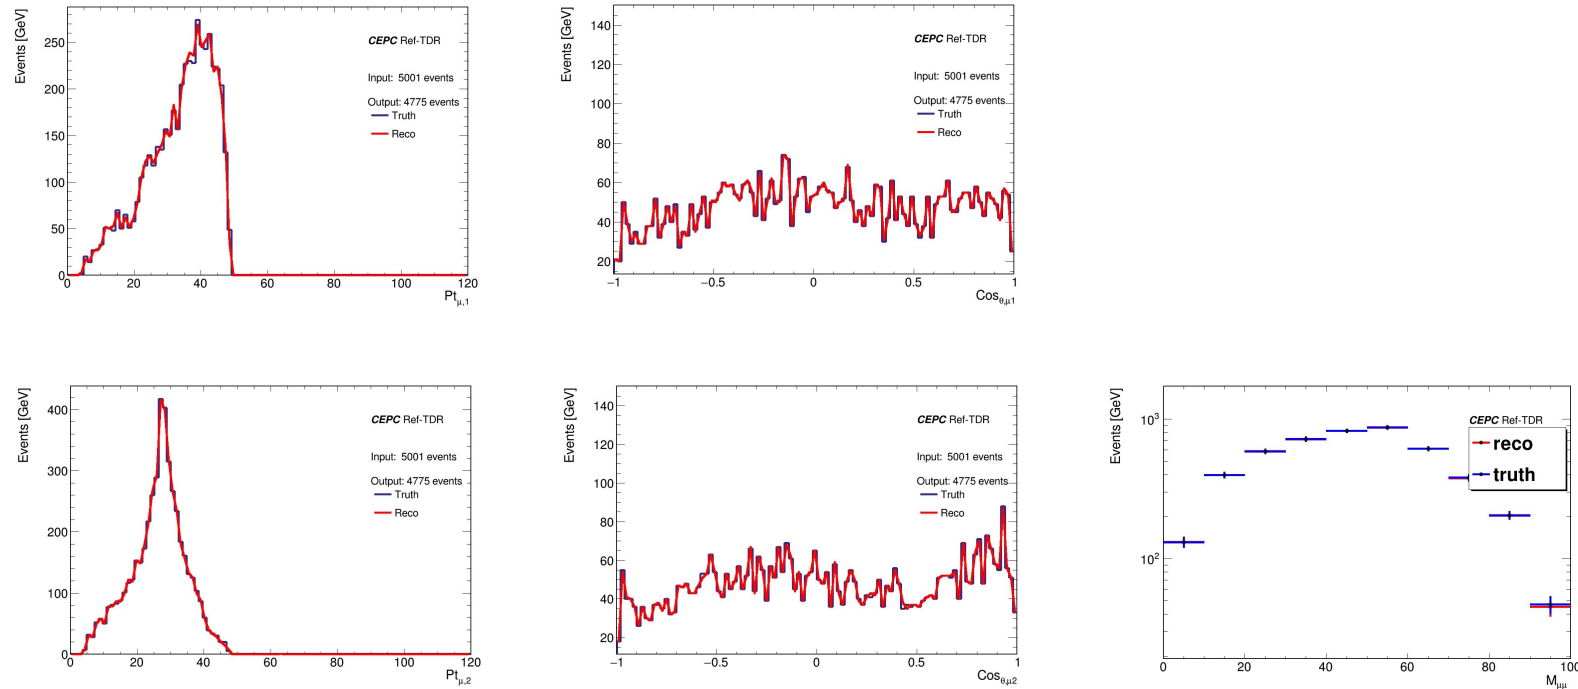 Events [GeV]
250
200
150
100
50
0
CEPC Ref-TDR
Input: 5001 events
Output: 4775 events
Truth
Reco
0 20 40 60 80 100 120
Ptμ,1
Events [GeV]
140
120
100
80
60
40
20
CEPC Ref-TDR
Input: 5001 events
Output: 4775 events
Truth
Reco
−1 −0.5 0 0.5 1
Cosθ,μ1
Events [GeV]
400
300
200
100
0
CEPC Ref-TDR
Input: 5001 events
Output: 4775 events
Truth
Reco
0 20 40 60 80 100 120
Ptμ,2
Events [GeV]
140
120
100
80
60
40
20
CEPC Ref-TDR
Input: 5001 events
Output: 4775 events
Truth
Reco
−1 −0.5 0 0.5 1
Cosθ,μ2
Events [GeV]
10³
10²
CEPC Ref-TDR
reco
truth
0 20 40 60 80 100
Mμμ